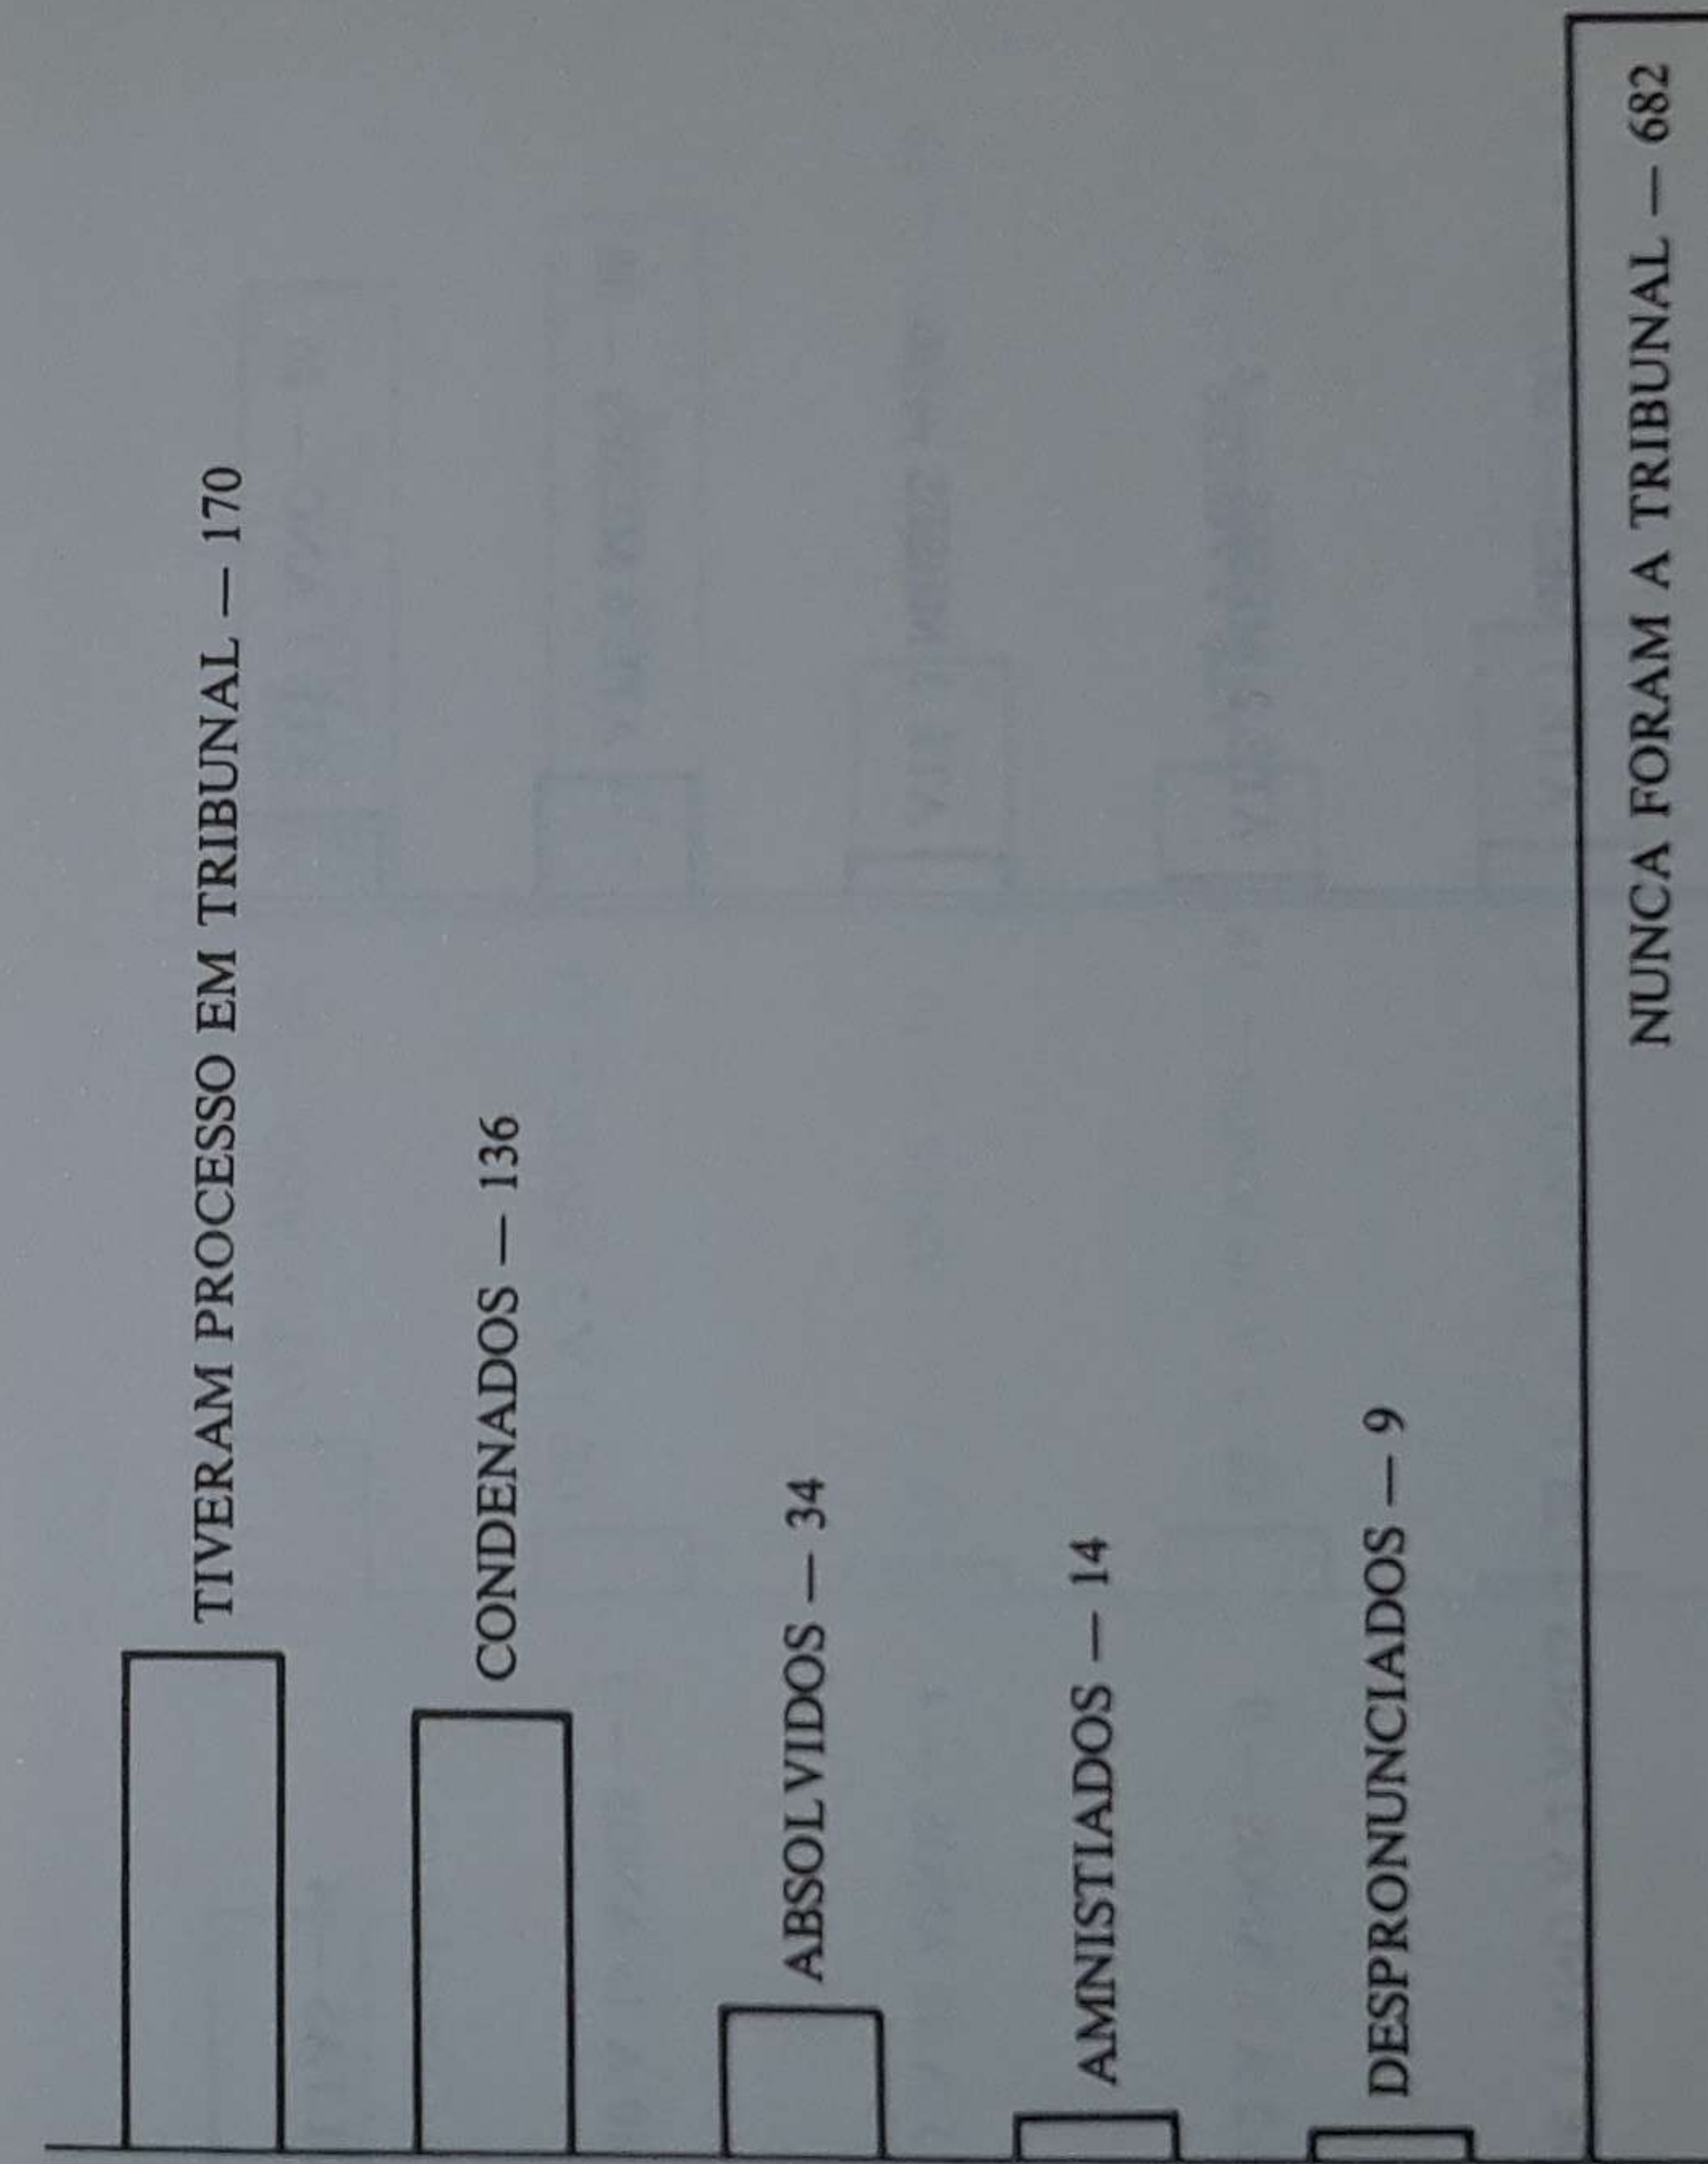 TIVERAM PROCESSO EM TRIBUNAL — 170
CONDENADOS — 136
ABSOLVIDOS — 34
AMNISTIADOS — 14
DESPRONUNCIADOS — 9
NUNCA FORAM A TRIBUNAL — 682